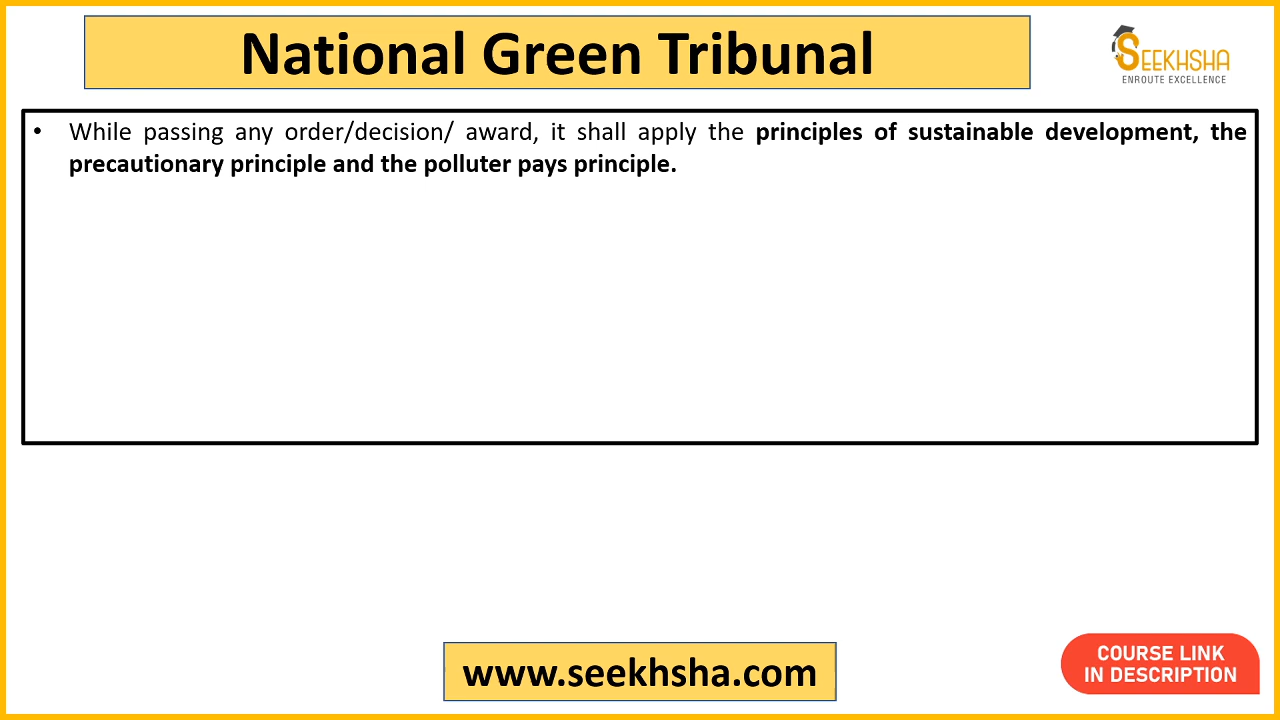 National Green Tribunal
SEEKHSHA
ENROUTE EXCELLENCE
• While passing any order/decision/ award, it shall apply the principles of sustainable development, the
precautionary principle and the polluter pays principle.
www.seekhsha.com
COURSE LINK
IN DESCRIPTION